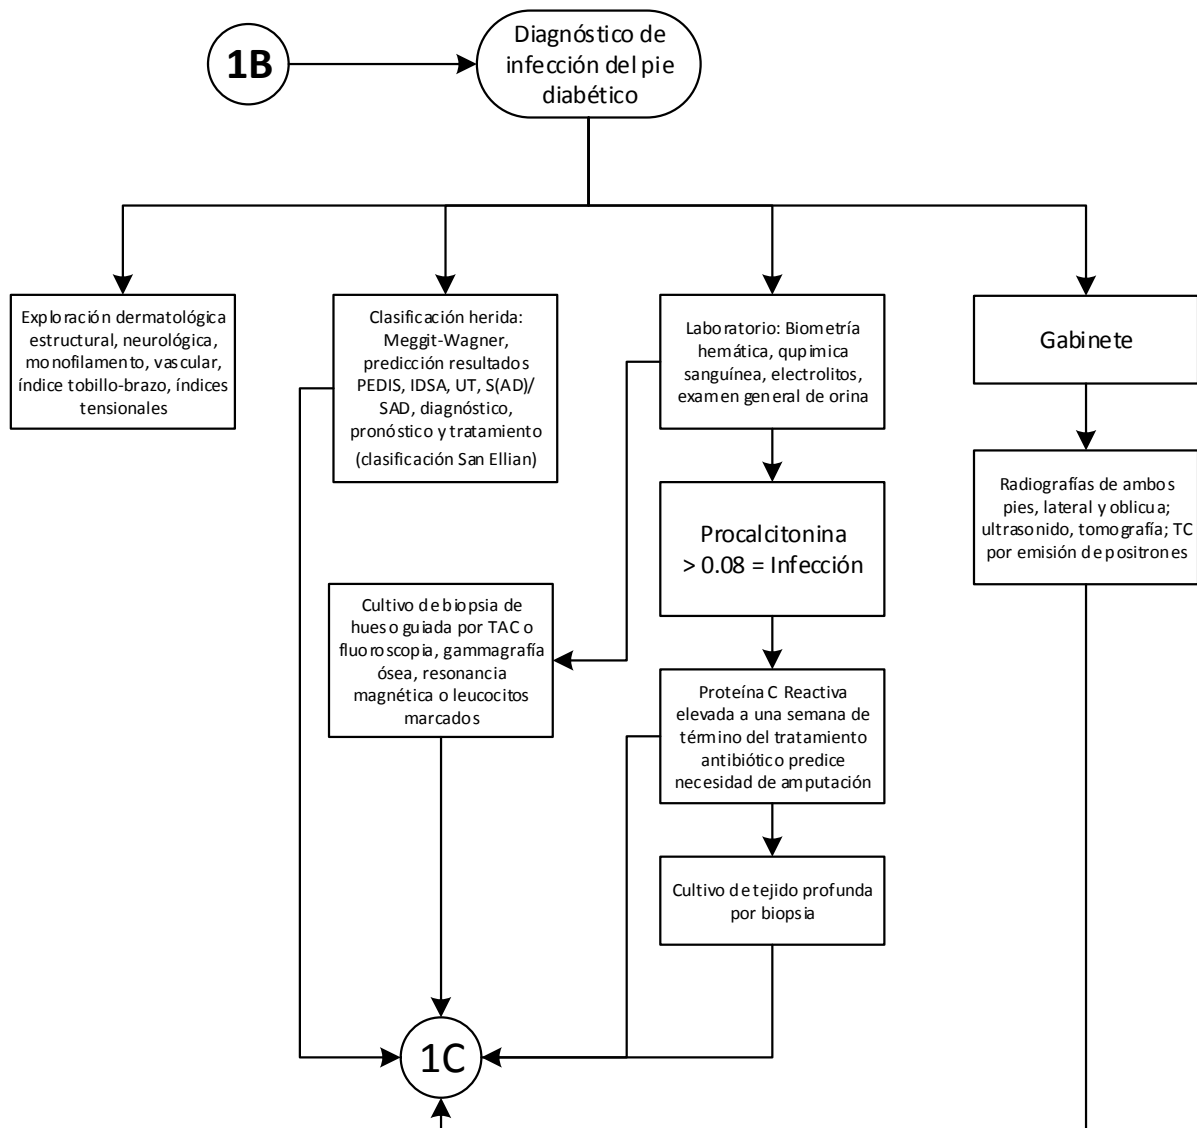 1B
Diagnóstico de
infección del pie
diabético
Exploración dermatológica
estructural, neurológica,
monofilamento, vascular,
índice tobillo-brazo, índices
tensionales
Clasificación herida:
Meggit-Wagner,
predicción resultados
PEDIS, IDSA, UT, S(AD)/
SAD, diagnóstico,
pronóstico y tratamiento
(clasificación San Ellian)
Laboratorio: Biometría
hemática, qupimica
sanguínea, electrolitos,
examen general de orina
Gabinete
Radiografías de ambos
pies, lateral y oblicua;
ultrasonido, tomografía; TC
por emisión de positrones
Procalcitonina
> 0.08 = Infección
Cultivo de biopsia de
hueso guiada por TAC o
fluoroscopia, gammagrafía
ósea, resonancia
magnética o leucocitos
marcados
Proteína C Reactiva
elevada a una semana de
término del tratamiento
antibiótico predice
necesidad de amputación
Cultivo de tejido profunda
por biopsia
1C